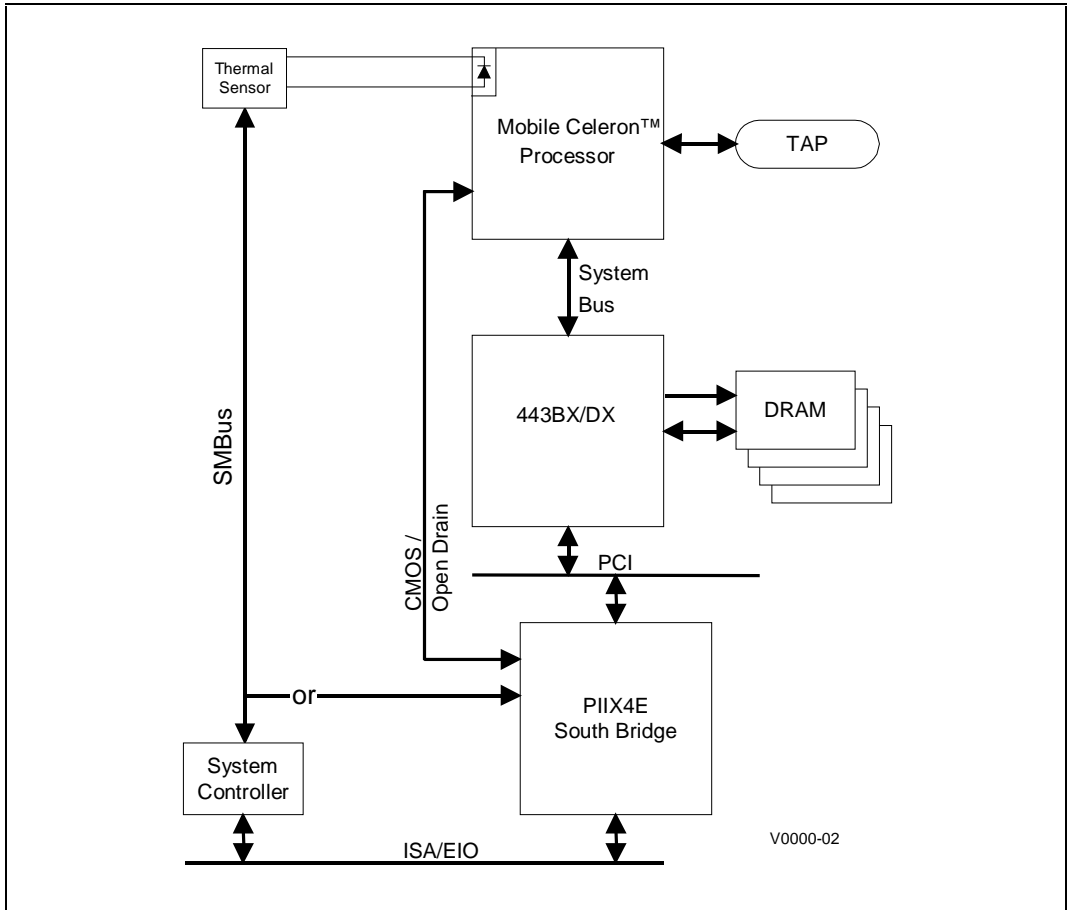 Thermal
Sensor
Mobile Celeron™
Processor
TAP
System
Bus
443BX/DX
DRAM
SMBus
CMOS /
Open Drain
PCI
or
PIIX4E
South Bridge
System
Controller
ISA/EIO
V0000-02